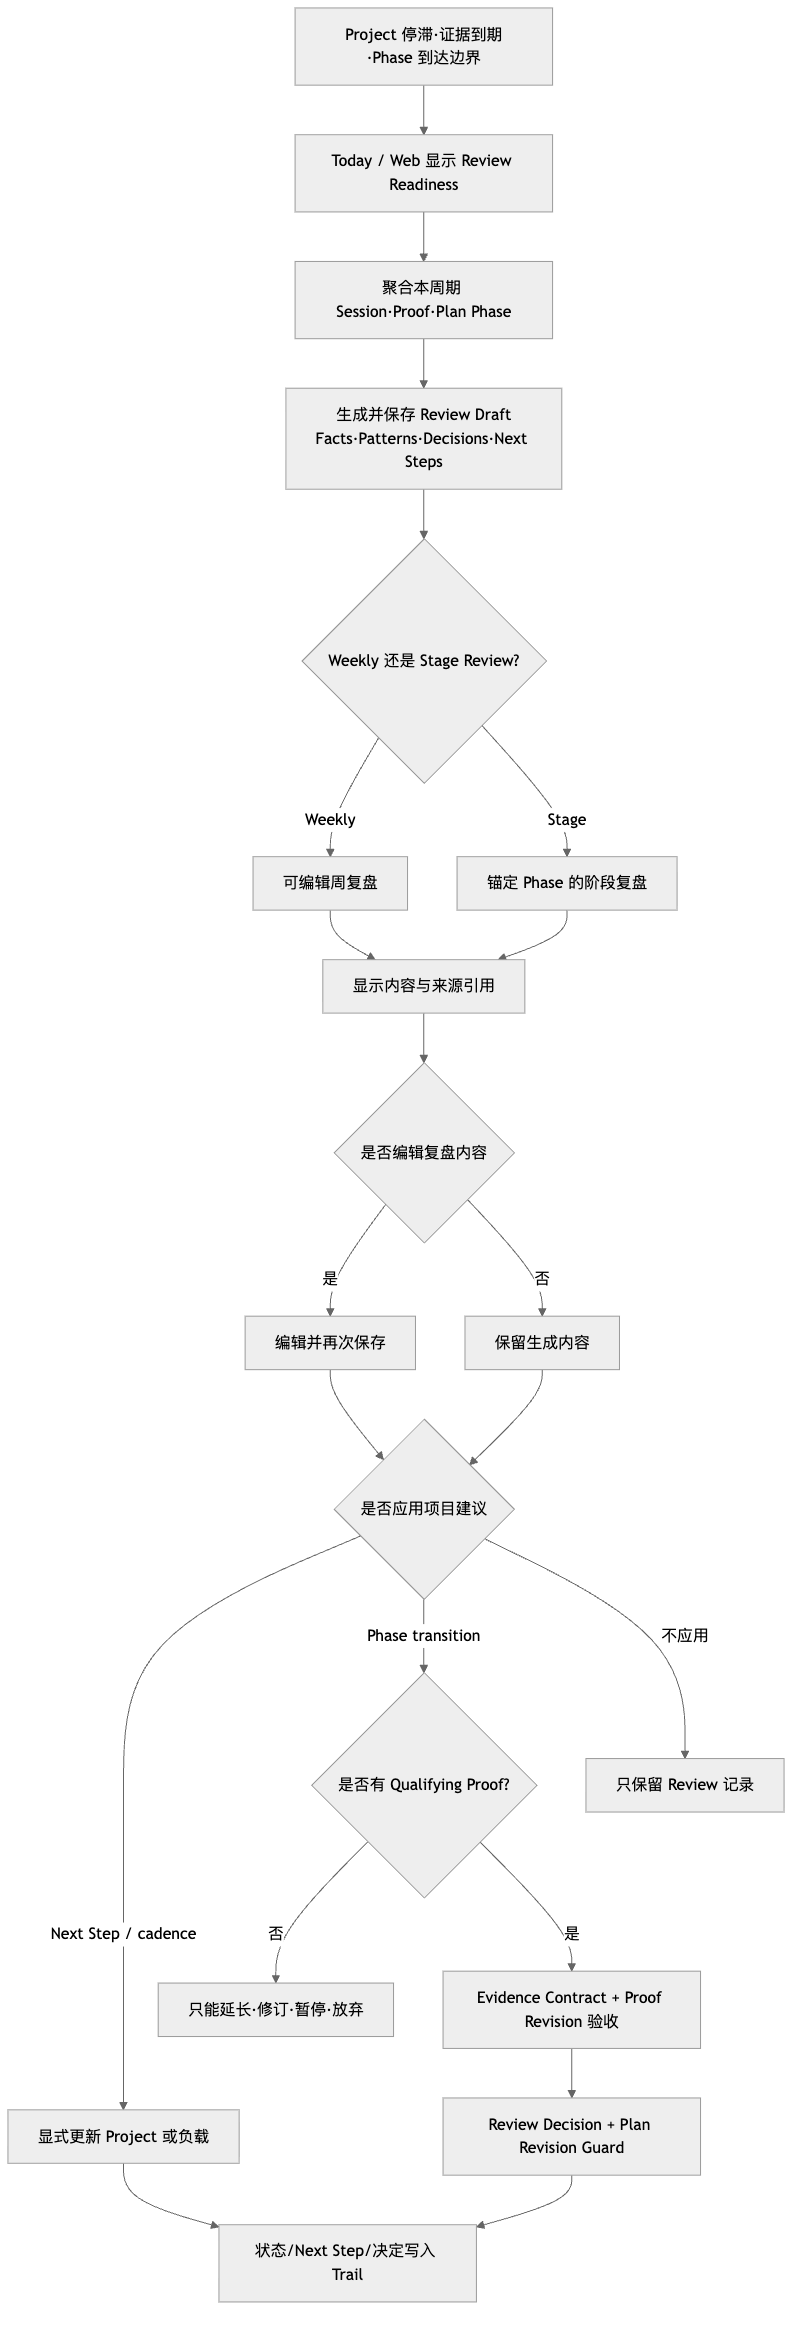 Project 停滞·证据到期
·Phase 到达边界
Today / Web 显示 Review
Readiness
聚合本周期
Session·Proof·Plan Phase
生成并保存 Review Draft
Facts·Patterns·Decisions·Next
Steps
Weekly 还是 Stage Review?
Weekly
Stage
可编辑周复盘
锚定 Phase 的阶段复盘
显示内容与来源引用
是否编辑复盘内容
是
否
编辑并再次保存
保留生成内容
是否应用项目建议
Phase transition
不应用
是否有 Qualifying Proof?
只保留 Review 记录
Next Step / cadence
否
是
只能延长·修订·暂停·放弃
Evidence Contract + Proof
Revision 验收
显式更新 Project 或负载
Review Decision + Plan
Revision Guard
状态/Next Step/决定写入
Trail